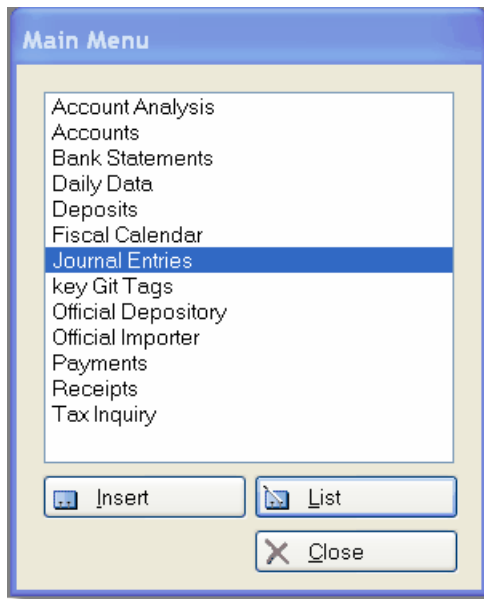 Main Menu
Account Analysis
Accounts
Bank Statements
Daily Data
Deposits
Fiscal Calendar
Journal Entries
key Git Tags
Official Depository
Official Importer
Payments
Receipts
Tax Inquiry
Insert
List
Close